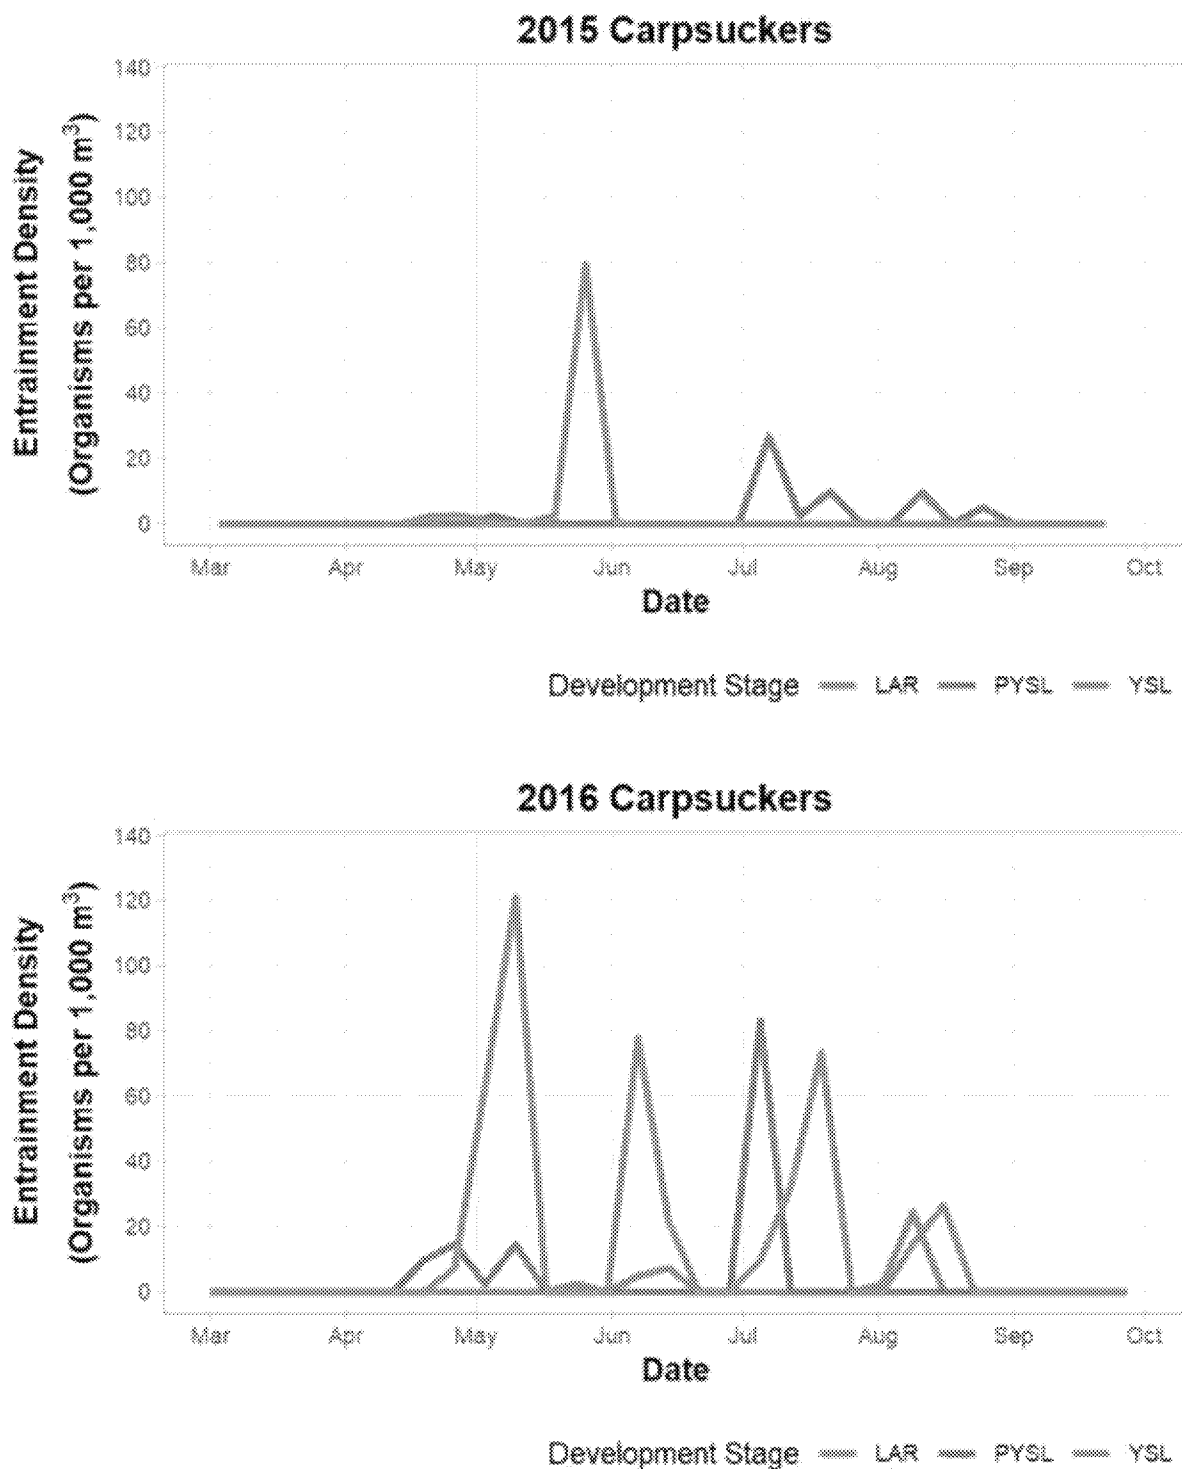 2015 Carpsuckers
Entrainment Density
(Organisms per 1,000 m³)
140
120
100
80
60
40
20
0
Mar Apr May Jun Jul Aug Sep Oct
Date
Development Stage LAR PYSL YSL
2016 Carpsuckers
Entrainment Density
(Organisms per 1,000 m³)
140
120
100
80
60
40
20
0
Mar Apr May Jun Jul Aug Sep Oct
Date
Development Stage LAR PYSL YSL